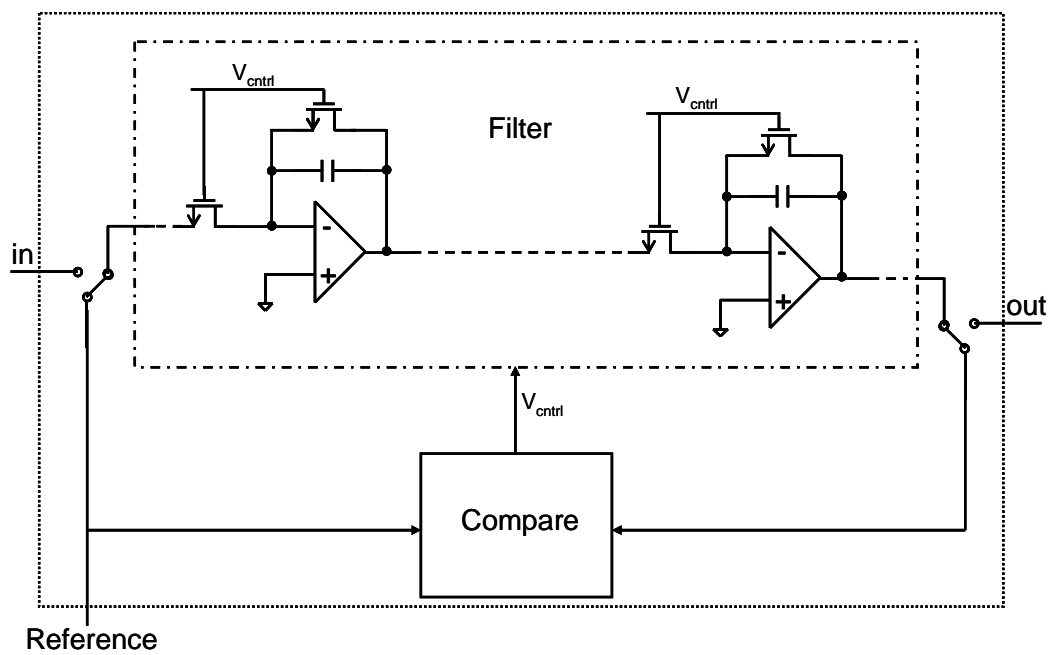 Vcntrl
Vcntrl
Filter
-
+
-
+
in
out
Vcntrl
Compare
Reference